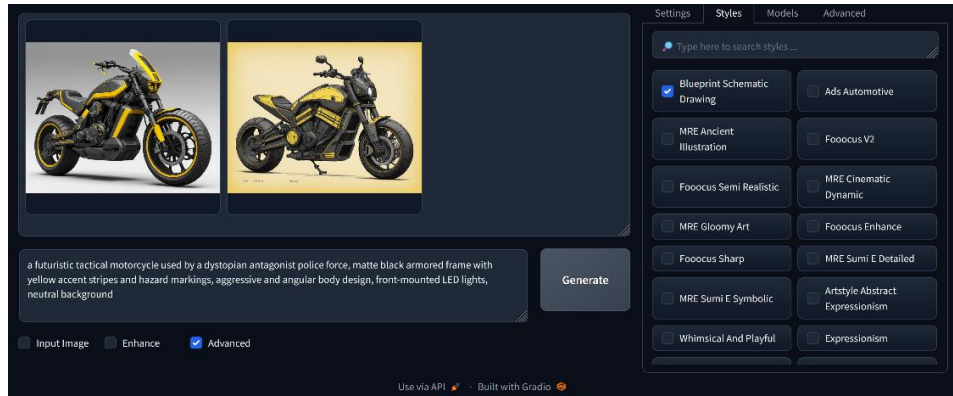 Settings Styles Models Advanced
Type here to search styles ...
Blueprint Schematic
Drawing
Ads Automotive
MRE Ancient
Illustration
Fooocus V2
Fooocus Semi Realistic
MRE Cinematic
Dynamic
MRE Gloomy Art
Fooocus Enhance
Fooocus Sharp
MRE Sumi E Detailed
MRE Sumi E Symbolic
Artstyle Abstract
Expressionism
Whimsical And Playful
Expressionism
a futuristic tactical motorcycle used by a dystopian antagonist police force, matte black armored frame with
yellow accent stripes and hazard markings, aggressive and angular body design, front-mounted LED lights,
neutral background
Generate
Input Image Enhance Advanced
Use via API · Built with Gradio